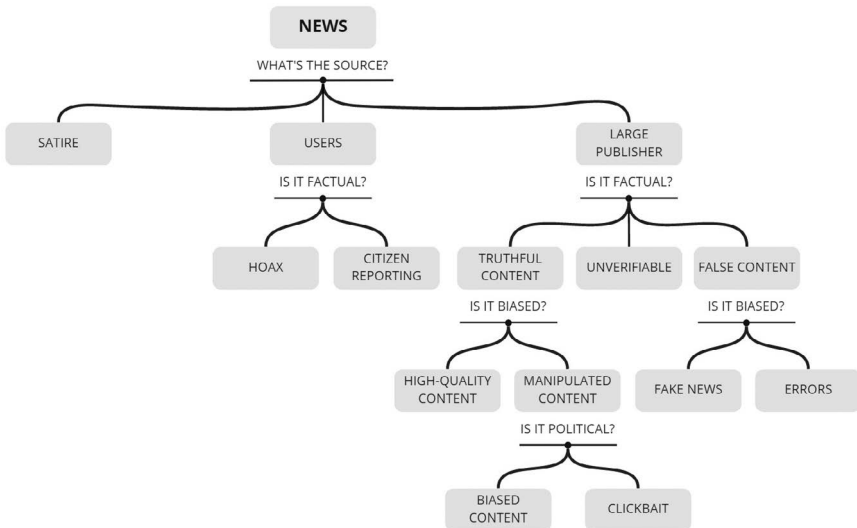 NEWS
WHAT'S THE SOURCE?
SATIRE
USERS
LARGE
PUBLISHER
IS IT FACTUAL?
IS IT FACTUAL?
HOAX
CITIZEN
REPORTING
TRUTHFUL
CONTENT
UNVERIFIABLE
FALSE CONTENT
IS IT BIASED?
IS IT BIASED?
HIGH-QUALITY
CONTENT
MANIPULATED
CONTENT
FAKE NEWS
ERRORS
IS IT POLITICAL?
BIASED
CONTENT
CLICKBAIT